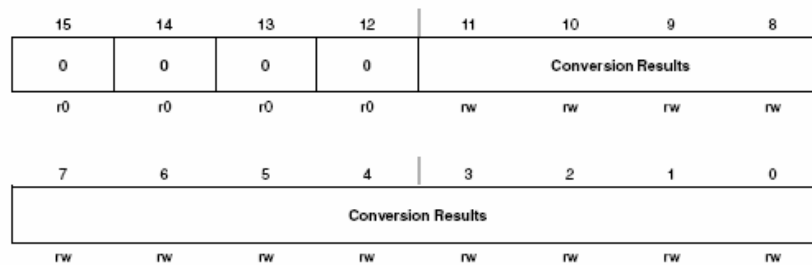 15 14 13 12 11 10 9 8
0 0 0 0 Conversion Results
r0 r0 r0 r0 rw rw rw rw
7 6 5 4 3 2 1 0
Conversion Results
rw rw rw rw rw rw rw rw